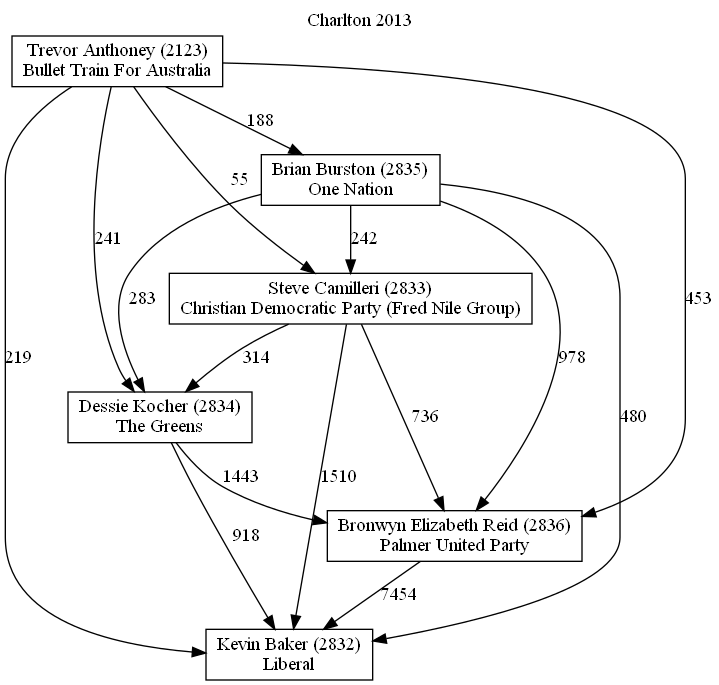 Charlton 2013
Trevor Anthoney (2123)
Bullet Train For Australia
188
Brian Burston (2835)
One Nation
55
241
283
242
219
453
Steve Camilleri (2833)
Christian Democratic Party (Fred Nile Group)
314
978
736
480
Dessie Kocher (2834)
The Greens
1443
1510
918
Bronwyn Elizabeth Reid (2836)
Palmer United Party
7454
Kevin Baker (2832)
Liberal